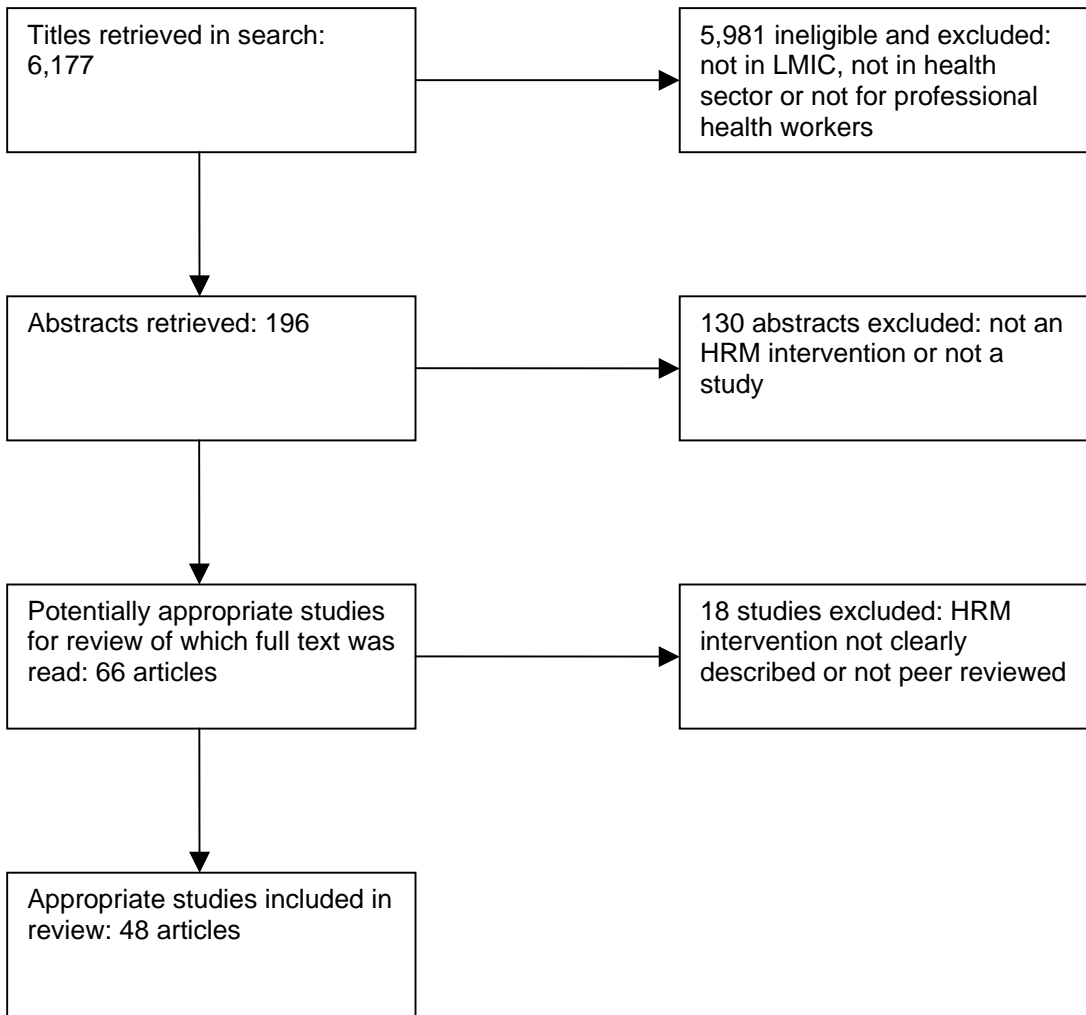 Titles retrieved in search:
6,177
5,981 ineligible and excluded:
not in LMIC, not in health
sector or not for professional
health workers
Abstracts retrieved: 196
130 abstracts excluded: not an
HRM intervention or not a
study
Potentially appropriate studies
for review of which full text was
read: 66 articles
18 studies excluded: HRM
intervention not clearly
described or not peer reviewed
Appropriate studies included in
review: 48 articles